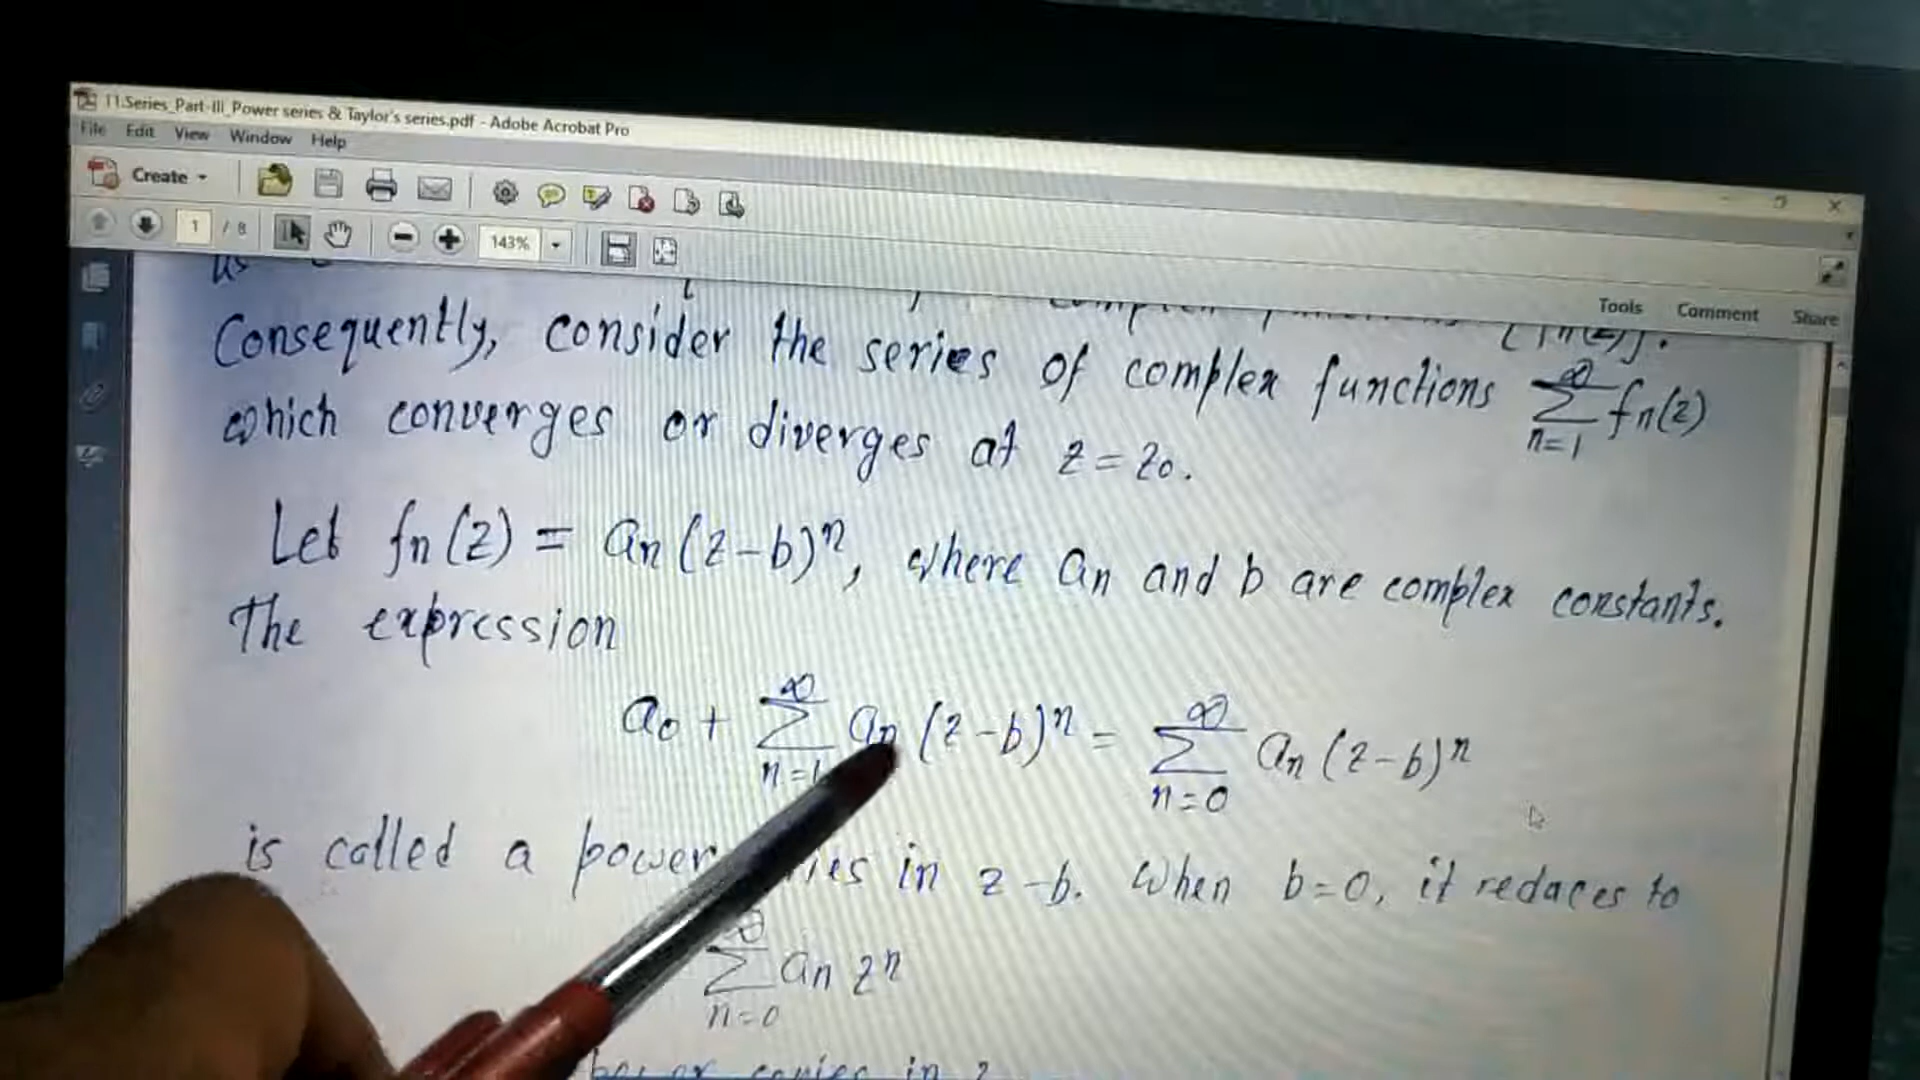 11.Series_Part-III_Power series & Taylor's series.pdf - Adobe Acrobat Pro
File Edit View Window Help
Create
1 / 8 143%
Tools Comment Share
us
Consequently, consider the series of complex functions ∑_{n=1}^{∞} fn(z)
which converges or diverges at z = z0.
Let fn(z) = an(z-b)^n, where an and b are complex constants.
The expression
a0 + ∑_{n=1}^{∞} an (z-b)^n = ∑_{n=0}^{∞} an (z-b)^n
is called a power in z-b. When b=0, it reduces to
∑_{n=0}^{∞} an z^n
in z